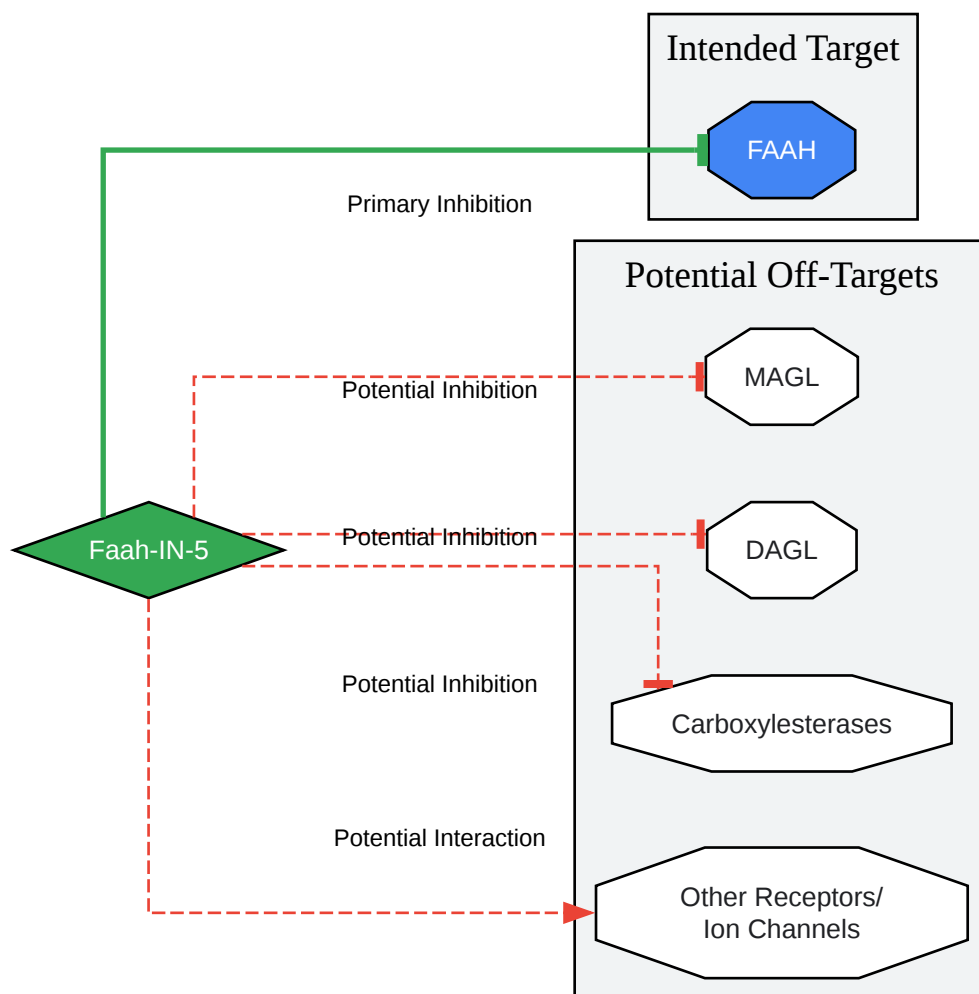 Intended Target
FAAH
Primary Inhibition
Potential Off-Targets
MAGL
Potential Inhibition
Faah-IN-5
Potential Inhibition
DAGL
Potential Inhibition
Carboxylesterases
Potential Interaction
Other Receptors/
Ion Channels